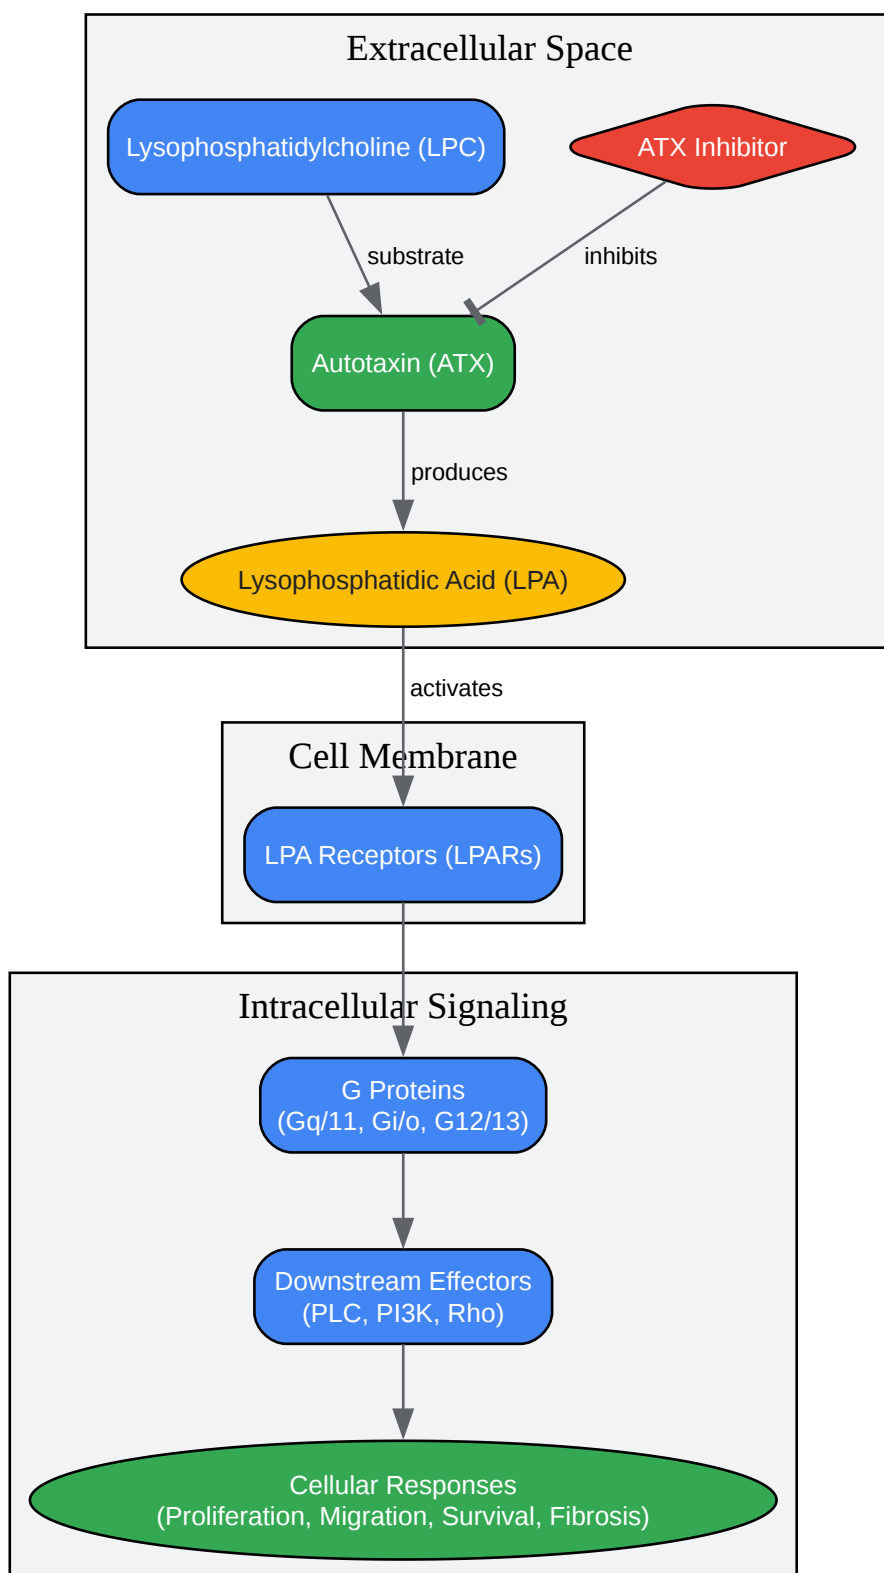 Extracellular Space
Lysophosphatidylcholine (LPC)
ATX Inhibitor
substrate
inhibits
Autotaxin (ATX)
produces
Lysophosphatidic Acid (LPA)
activates
Cell Membrane
LPA Receptors (LPARs)
Intracellular Signaling
G Proteins
(Gq/11, Gi/o, G12/13)
Downstream Effectors
(PLC, PI3K, Rho)
Cellular Responses
(Proliferation, Migration, Survival, Fibrosis)